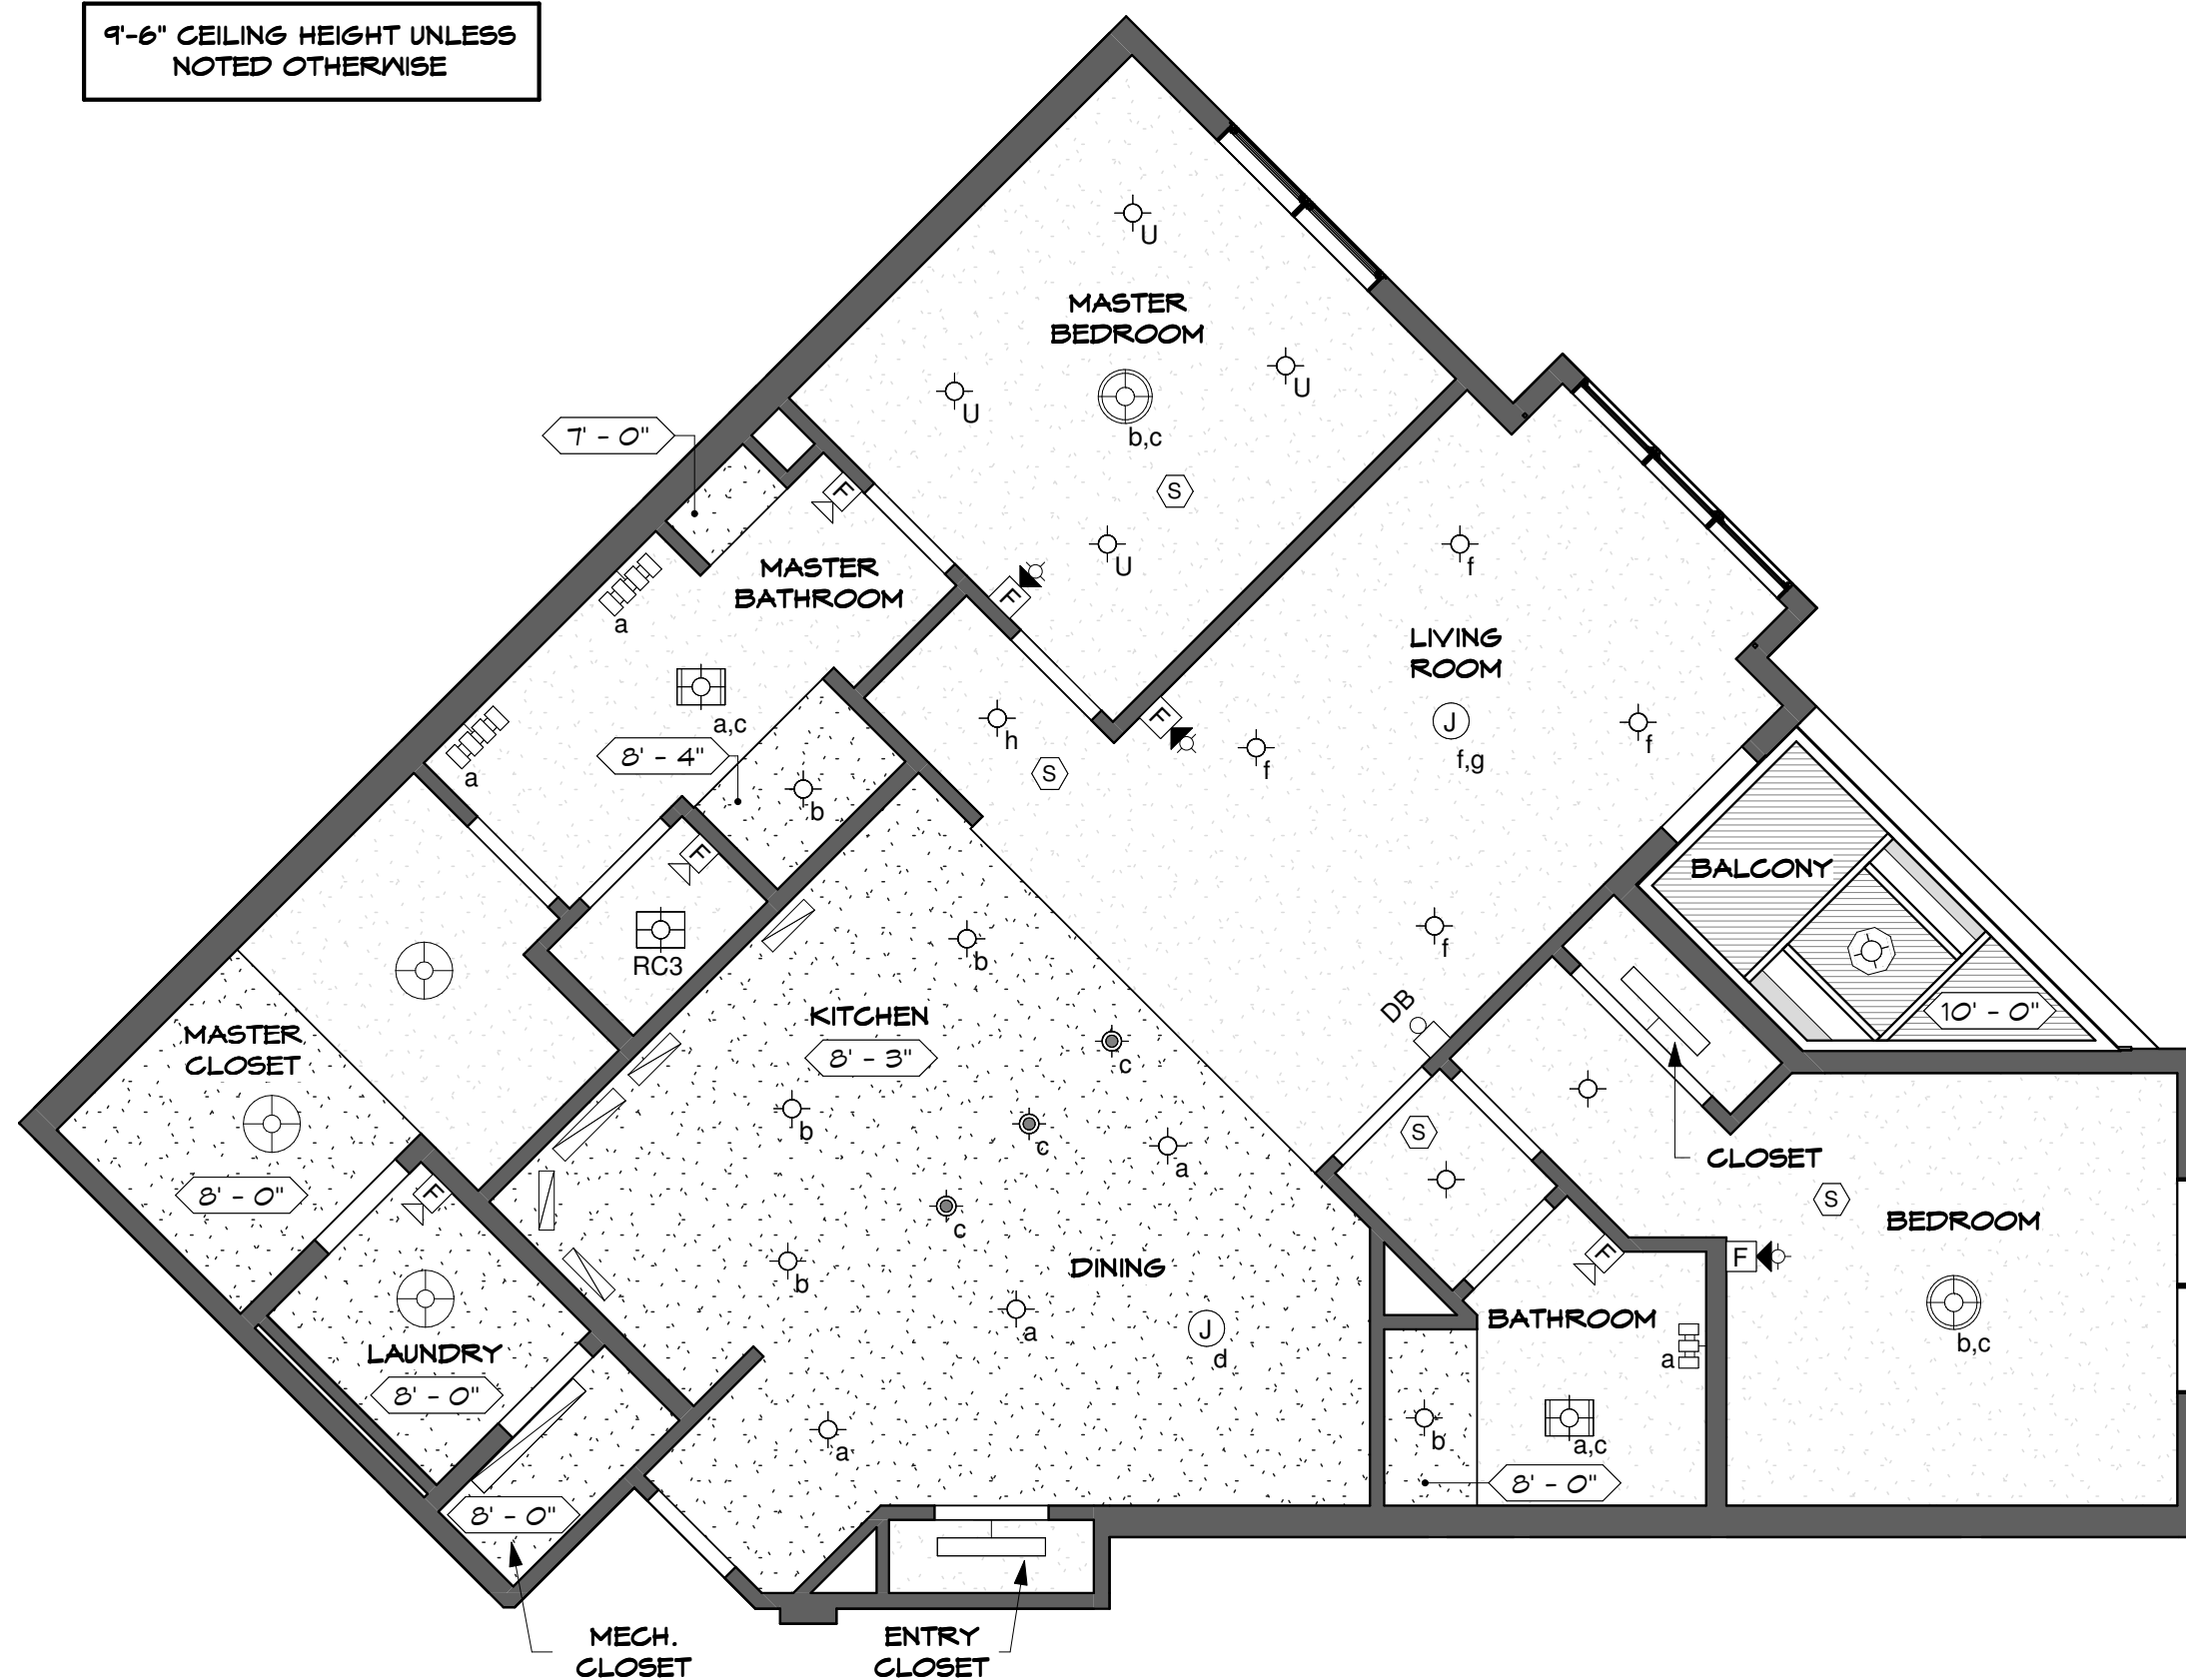 9'-6" CEILING HEIGHT UNLESS
NOTED OTHERWISE
U
MASTER
BEDROOM
U
U
b,c
7' - 0"
F
S
U
MASTER
BATHROOM
F
a
f
LIVING
ROOM
a,c
h
F
J
f
f,g
8' - 4"
a
S
f
b
F
BALCONY
RC3
b
f
KITCHEN
8' - 3"
DB
10' - 0"
MASTER
CLOSET
c
b
c
a
S
CLOSET
8' - 0"
F
S
c
BEDROOM
b
DINING
F
F
a
J
d
BATHROOM
a
b,c
LAUNDRY
8' - 0"
a
b
a,c
8' - 0"
8' - 0"
MECH.
CLOSET
ENTRY
CLOSET